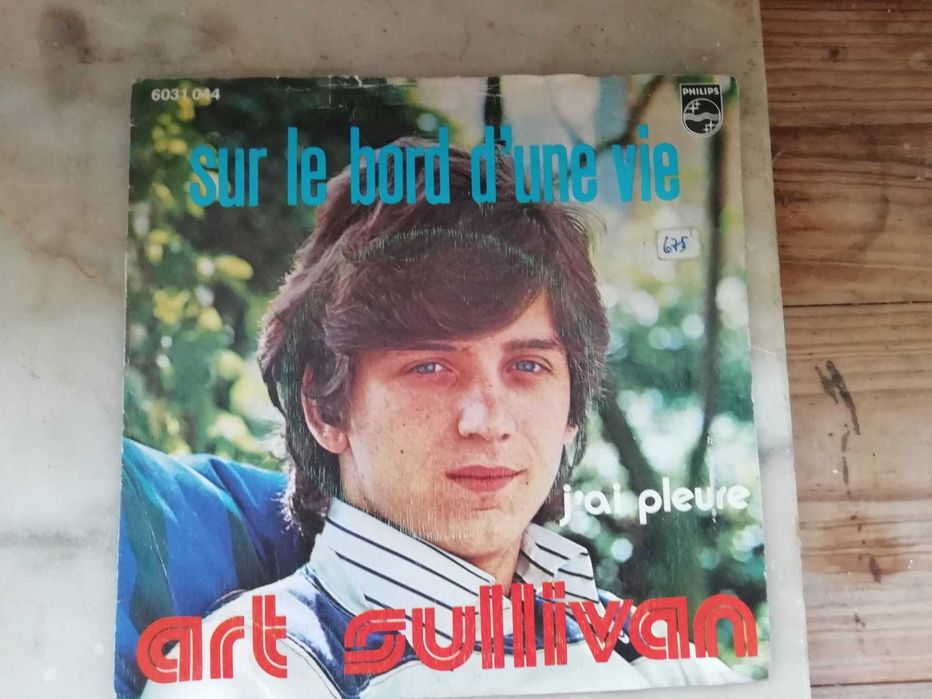 6031 044
PHILIPS
sur le bord d'une vie
675
j'ai pleure
art sullivan